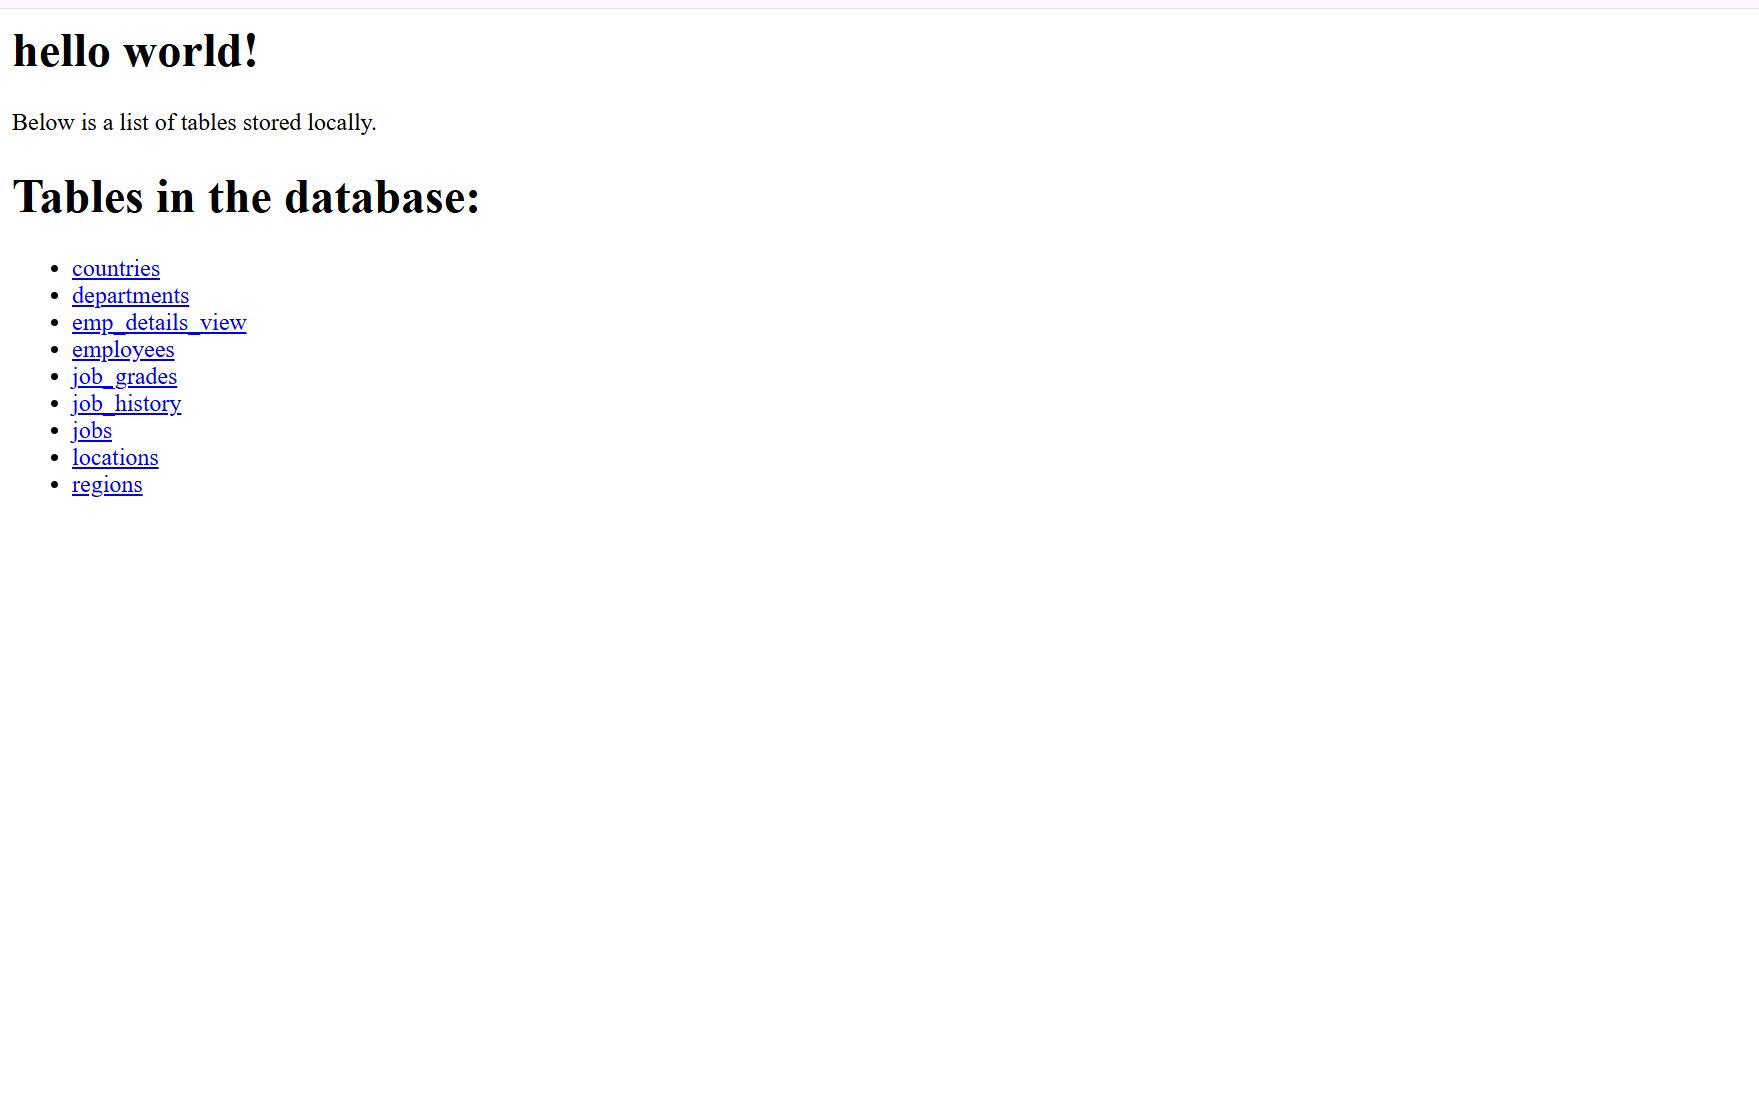 hello world!
Below is a list of tables stored locally.
Tables in the database:
countries
departments
emp_details_view
employees
job_grades
job_history
jobs
locations
regions